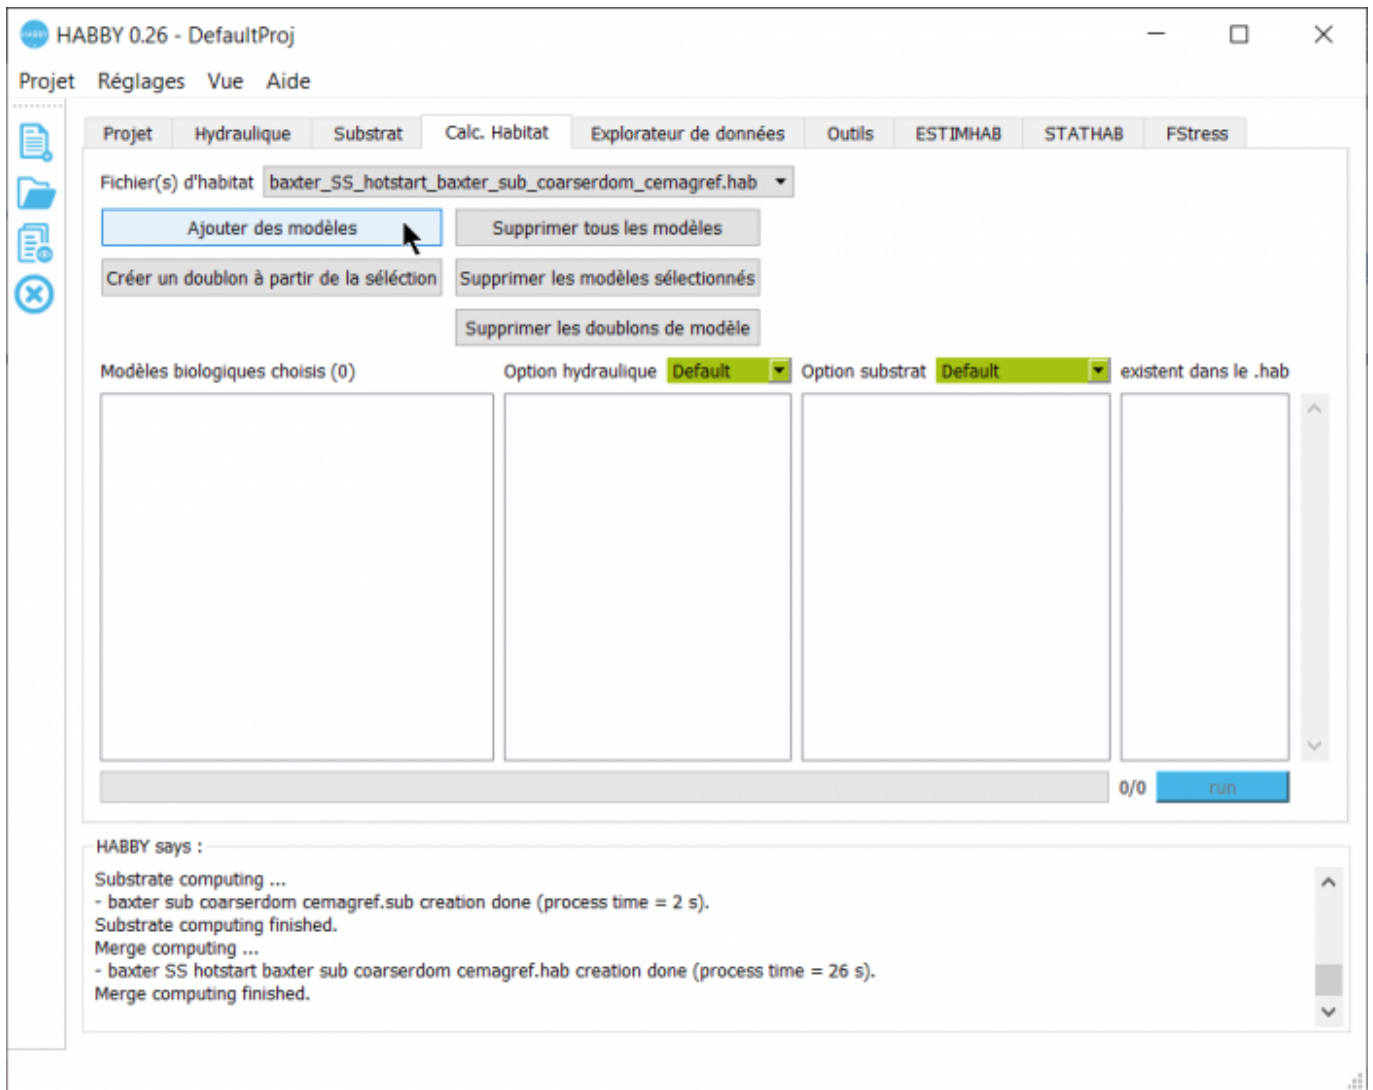 HABBY 0.26 - DefaultProj
Projet Réglages Vue Aide
Projet Hydraulique Substrat Calc. Habitat Explorateur de données Outils ESTIMHAB STATHAB FStress
Fichier(s) d'habitat baxter_SS_hotstart_baxter_sub_coarserdom_cemagref.hab
Ajouter des modèles Supprimer tous les modèles
Créer un doublon à partir de la séléction Supprimer les modèles sélectionnés
Supprimer les doublons de modèle
Modèles biologiques choisis (0) Option hydraulique Default Option substrat Default existent dans le .hab
0/0 run
HABBY says :
Substrate computing ...
- baxter sub coarserdom cemagref.sub creation done (process time = 2 s).
Substrate computing finished.
Merge computing ...
- baxter SS hotstart baxter sub coarserdom cemagref.hab creation done (process time = 26 s).
Merge computing finished.